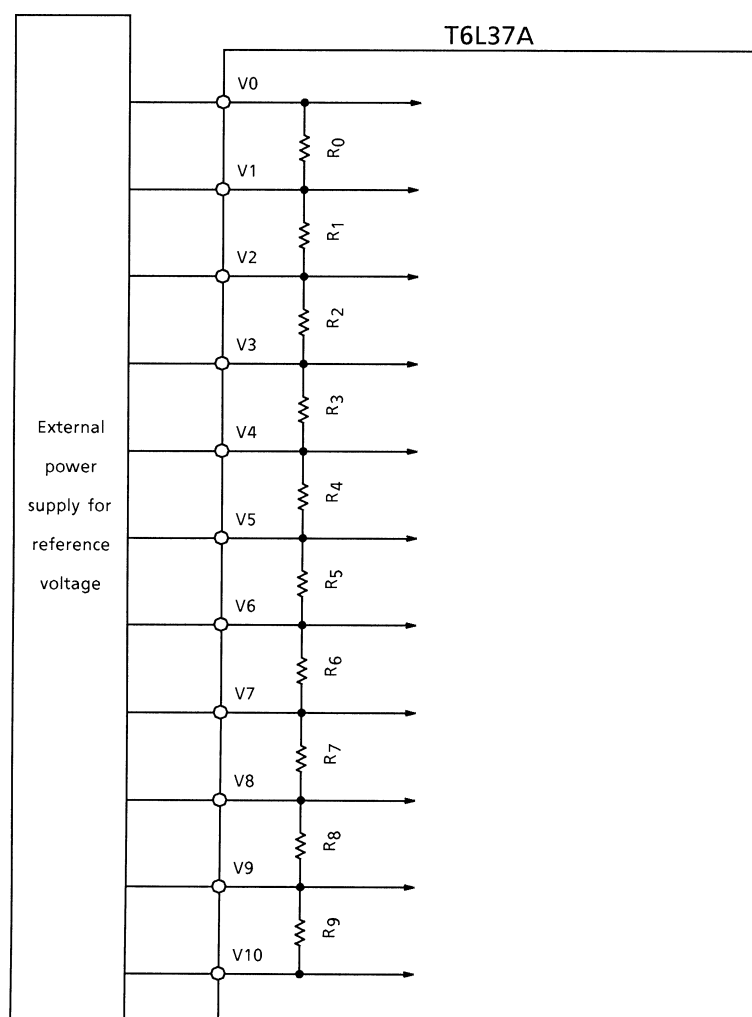 T6L37A
V0
R0
V1
R1
V2
R2
V3
R3
V4
R4
V5
R5
V6
R6
V7
R7
V8
R8
V9
R9
V10
External
power
supply for
reference
voltage